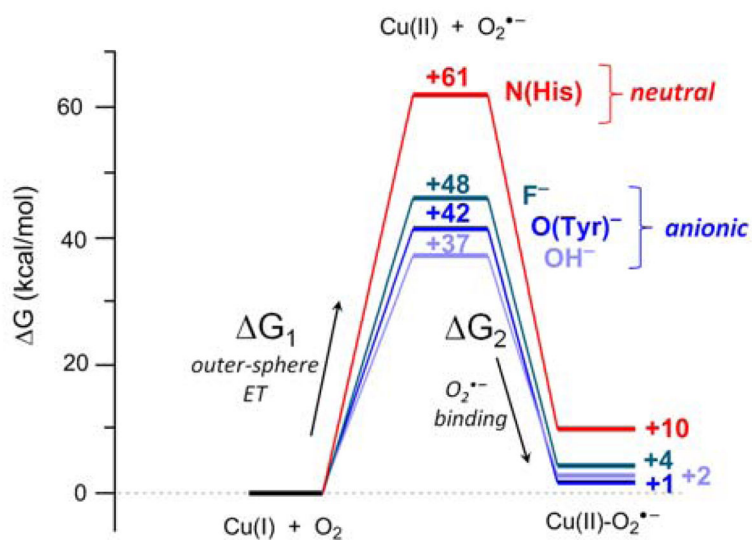 Cu(II) + O₂•⁻
+61
N(His)
neutral
60
+48
F⁻
+42
O(Tyr)⁻
anionic
+37
OH⁻
40
ΔG (kcal/mol)
ΔG₁
outer-sphere
ET
ΔG₂
O₂•⁻
binding
20
+10
+4
+2
+1
0
Cu(I) + O₂
Cu(II)-O₂•⁻